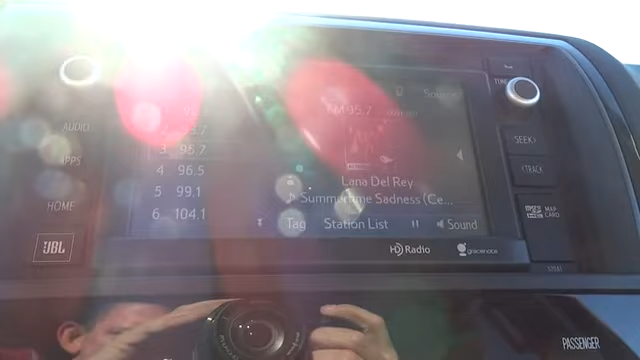 AUDIO
APPS
HOME
JBL
3 95.7
4 96.5
5 99.1
6 104.1
FM 95.7
Source
Lana Del Rey
Summertime Sadness (Ce...
Tag
Station List
Sound
HD Radio
gracenote
TUNE
SEEK>
<TRACK
MAP
CARD
PASSENGER